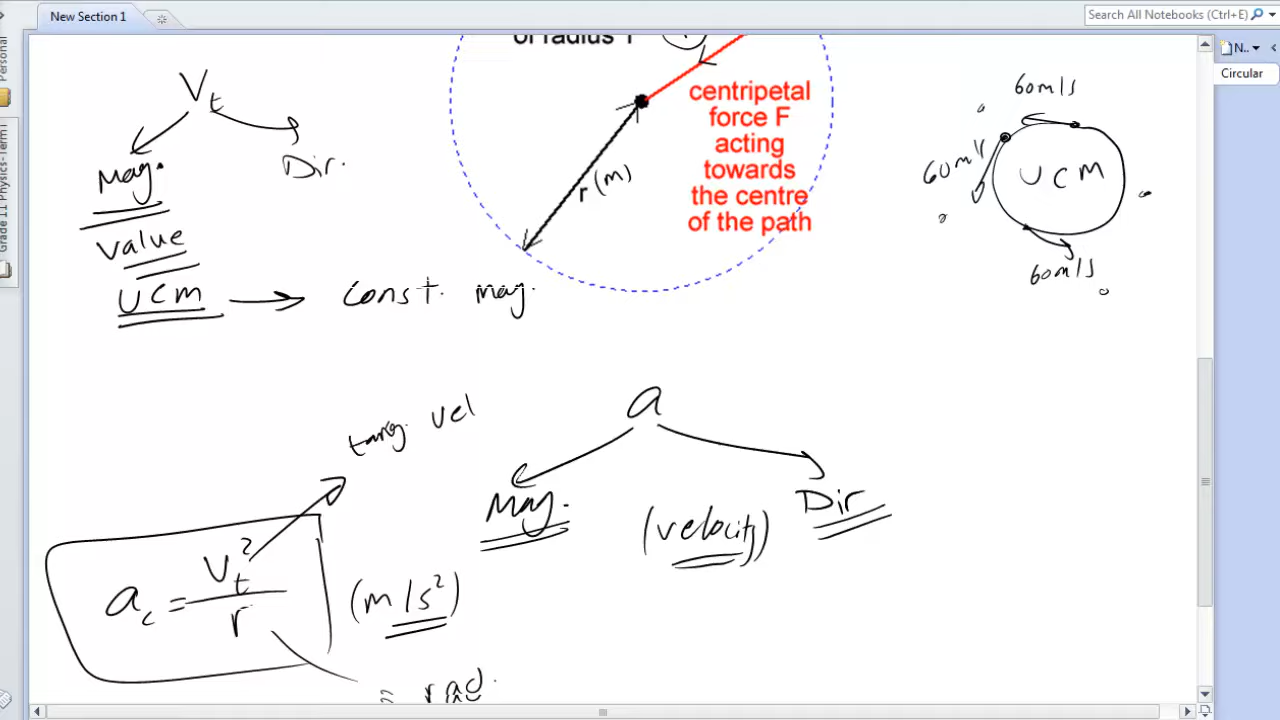 New Section 1
Search All Notebooks (Ctrl+E)
Personal
Grade 11 Physics-Term
N..
Circular
of radius r
centripetal
force F
acting
towards
the centre
of the path
r (m)
Vt
Mag.
Dir.
Value
UCM → const. mag.
60 m/s
60 m/s
UCM
60 m/s
a
Mag.
(velocity)
Dir
tang. vel
ac = Vt²/r
(m/s²)
= rad.